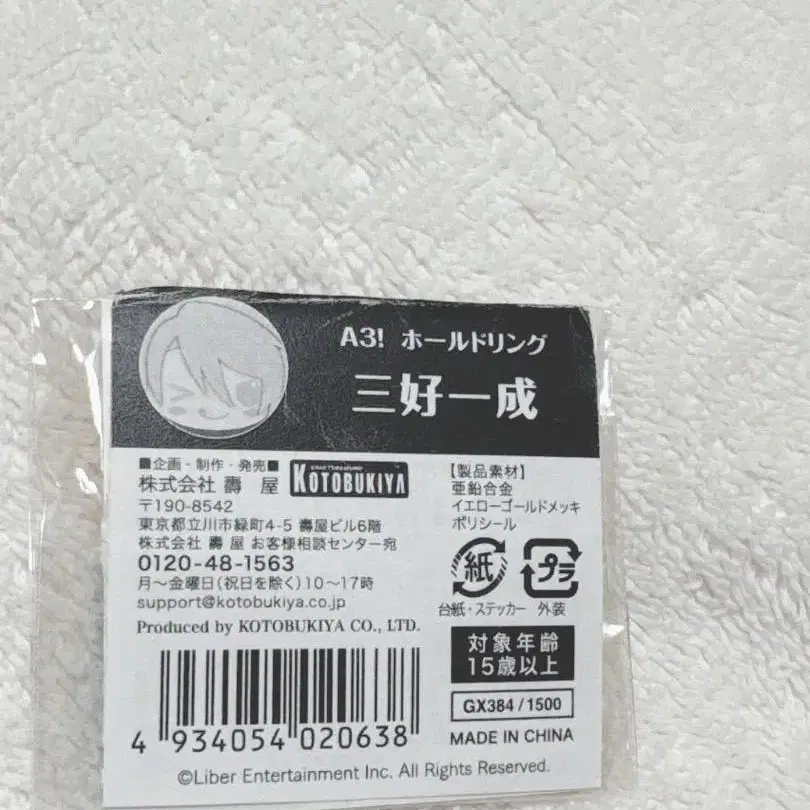 A3! ホールドリング
三好一成
■企画・制作・発売■
株式会社 壽 屋 KOTOBUKIYA
〒190-8542
東京都立川市緑町4-5 壽屋ビル6階
株式会社 壽 屋 お客様相談センター宛
0120-48-1563
月〜金曜日(祝日を除く)10〜17時
support@kotobukiya.co.jp
Produced by KOTOBUKIYA CO., LTD.
4 934054 020638
【製品素材】
亜鉛合金
イエローゴールドメッキ
ポリシール
紙 プラ
台紙・ステッカー 外装
対象年齢
15歳以上
GX384/1500
MADE IN CHINA
©Liber Entertainment Inc. All Rights Reserved.